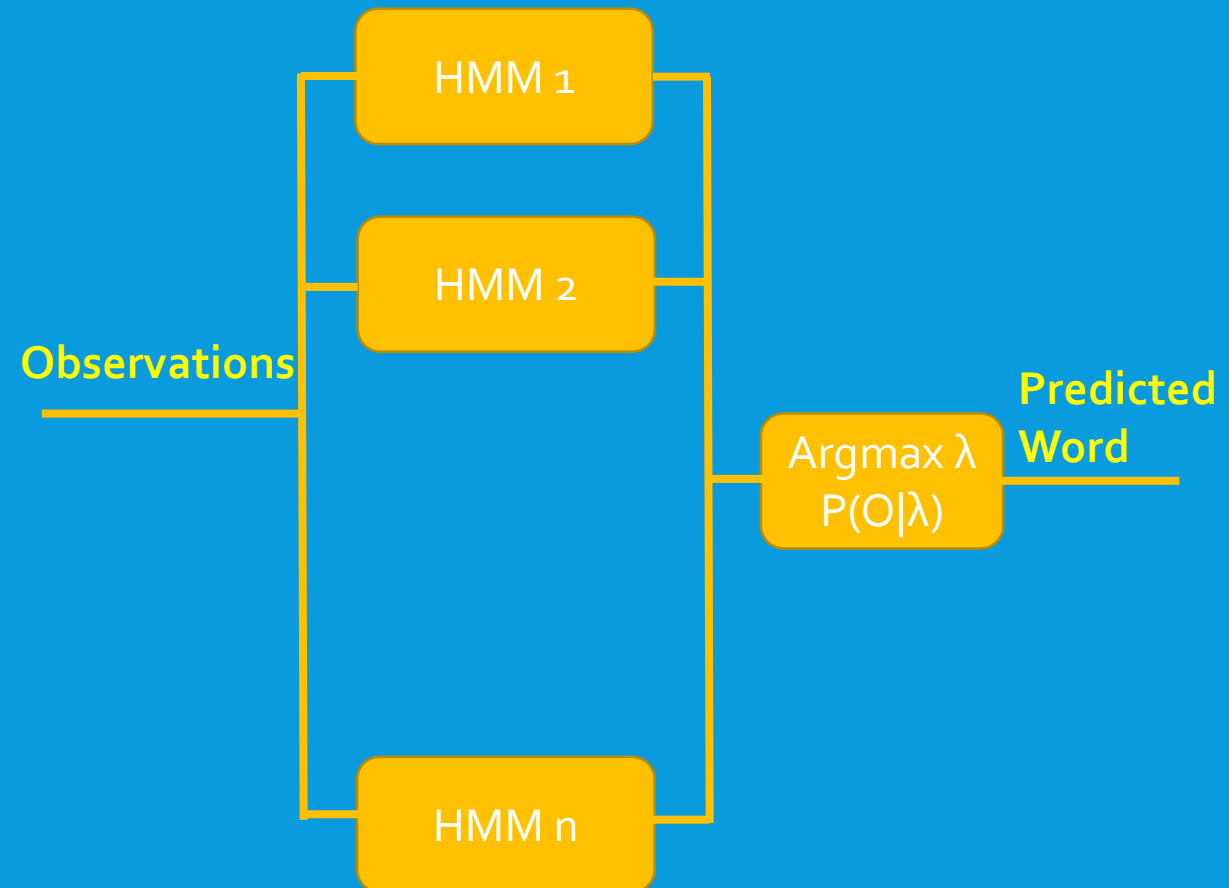 HMM 1
HMM 2
Observations
Predicted
Word
Argmax λ
P(O|λ)
HMM n